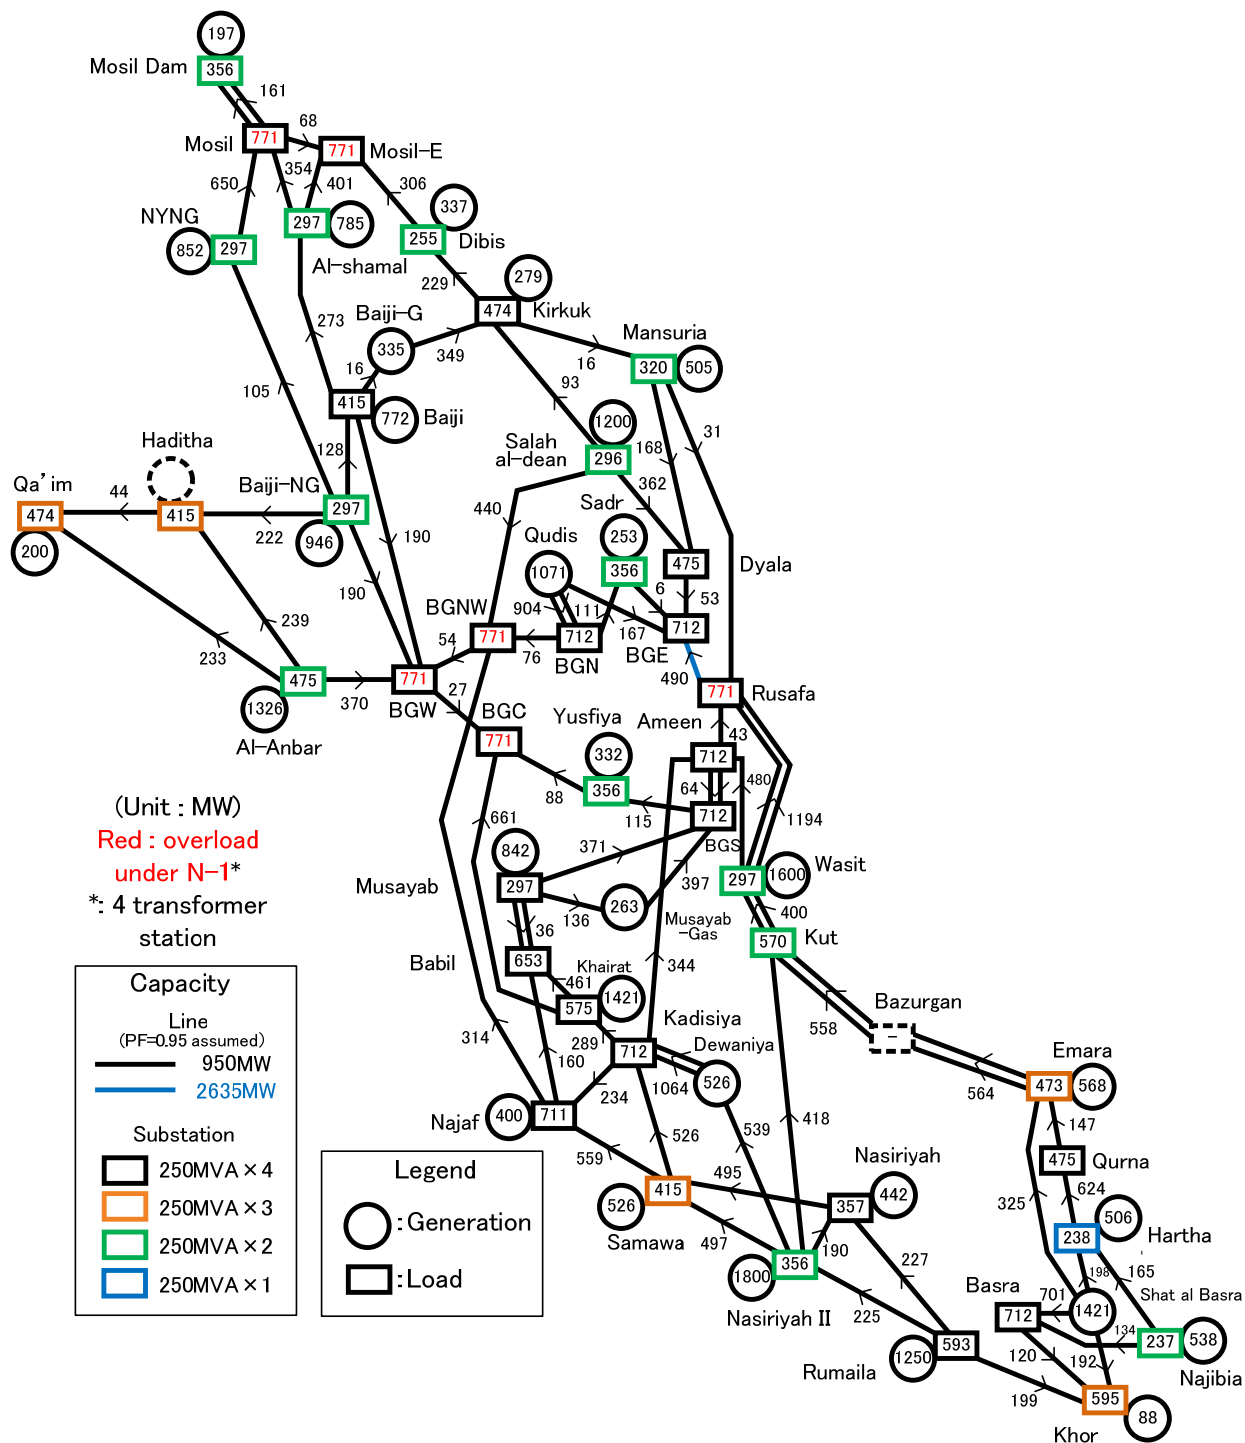 197
Mosil Dam
356
161
68
Mosil
771
771
Mosil-E
354
650
401
306
337
NYNG
297
785
852
297
255
Dibis
Al-shamal
279
229
Baiji-G
474
Kirkuk
Mansuria
273
335
349
16
320
505
16
93
105
415
772
Baiji
1200
31
Haditha
128
Salah
al-dean
296
168
Qa'im
44
Baiji-NG
362
Sadr
474
415
297
440
Qudis
253
222
946
190
200
475
Dyala
1071
356
6
190
BGNW
904
111
53
239
771
712
167
712
54
76
BGN
BGE
233
475
771
490
771
Rusafa
370
27
BGW
BGC
Yusfiya
Ameen
1326
43
Al-Anbar
771
332
712
88
356
64
480
(Unit : MW)
115
712
1194
Red : overload
661
BGS
under N-1*
842
371
Wasit
*: 4 transformer
station
Musayab
297
397
297
1600
136
263
Musayab
-Gas
400
36
570
Kut
Babil
653
Khairat
461
344
Capacity
575
1421
Bazurgan
Line
(PF=0.95 assumed)
Kadisiya
558
-
950MW
314
289
712
Dewaniya
Emara
2635MW
160
1064
526
564
473
568
234
Najaf
400
711
418
147
Substation
526
539
475
Qurna
250MVA×4
Legend
559
495
Nasiriyah
250MVA×3
:Generation
415
442
325
624
506
526
357
238
Hartha
250MVA×2
Samawa
497
190
:Load
356
227
198
165
250MVA×1
1800
Basra
701
Shat al Basra
Nasiriyah II
225
712
1421
134
237
538
593
120
192
Rumaila
1250
Najibia
199
595
88
Khor